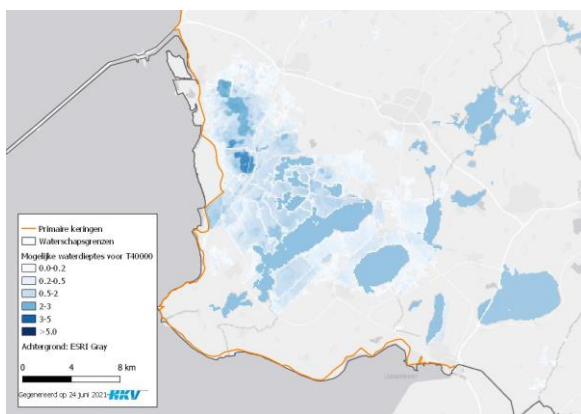 Primaire keringen
Waterschapsgrenzen
Mogelijke waterdieptes voor T40000
0.0-0.2
0.2-0.5
0.5-2
2-3
3-5
>5.0
Achtergrond: ESRI Gray
0 4 8 km
Gegenereerd op 24 juni 2021 HKV